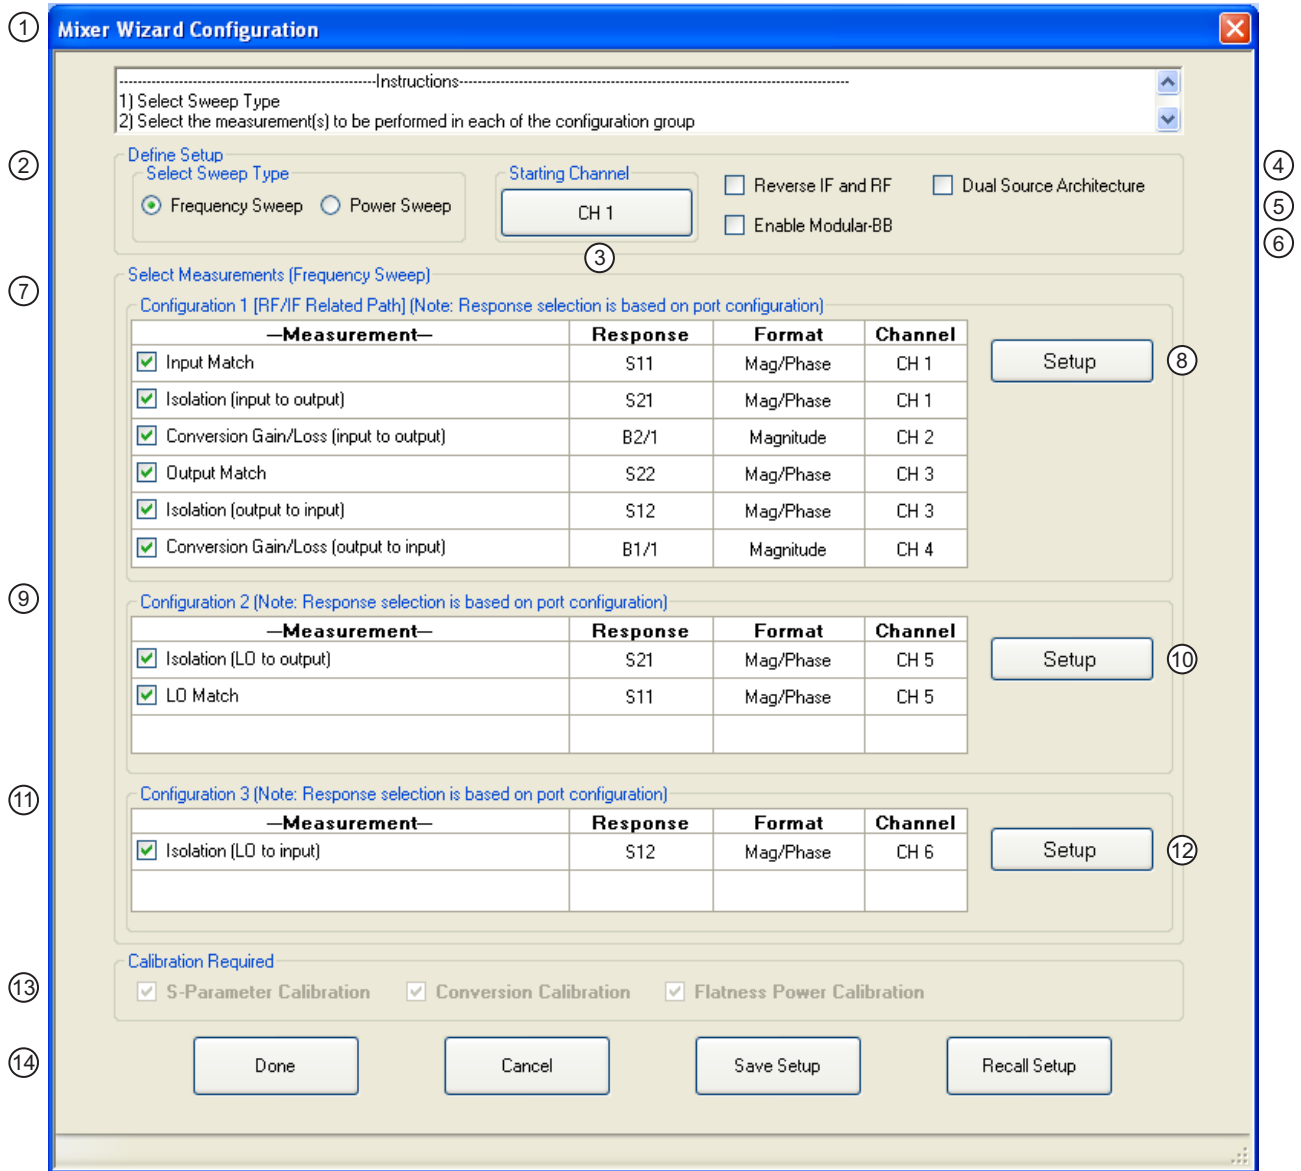 ① Mixer Wizard Configuration
--------------------------------------------------------Instructions--------------------------------------------------------------------------------------
1) Select Sweep Type
2) Select the measurement(s) to be performed in each of the configuration group
② Define Setup ④
Select Sweep Type Starting Channel
Frequency Sweep Power Sweep CH 1 Reverse IF and RF Dual Source Architecture ⑤
Enable Modular-BB ⑥
③
⑦ Select Measurements (Frequency Sweep)
Configuration 1 [RF/IF Related Path] (Note: Response selection is based on port configuration)
—Measurement— Response Format Channel
Input Match S11 Mag/Phase CH 1 Setup ⑧
Isolation (input to output) S21 Mag/Phase CH 1
Conversion Gain/Loss (input to output) B2/1 Magnitude CH 2
Output Match S22 Mag/Phase CH 3
Isolation (output to input) S12 Mag/Phase CH 3
Conversion Gain/Loss (output to input) B1/1 Magnitude CH 4
⑨ Configuration 2 (Note: Response selection is based on port configuration)
—Measurement— Response Format Channel
Isolation (LO to output) S21 Mag/Phase CH 5 Setup ⑩
LO Match S11 Mag/Phase CH 5
⑪ Configuration 3 (Note: Response selection is based on port configuration)
—Measurement— Response Format Channel
Isolation (LO to input) S12 Mag/Phase CH 6 Setup ⑫
Calibration Required
⑬ S-Parameter Calibration Conversion Calibration Flatness Power Calibration
⑭ Done Cancel Save Setup Recall Setup